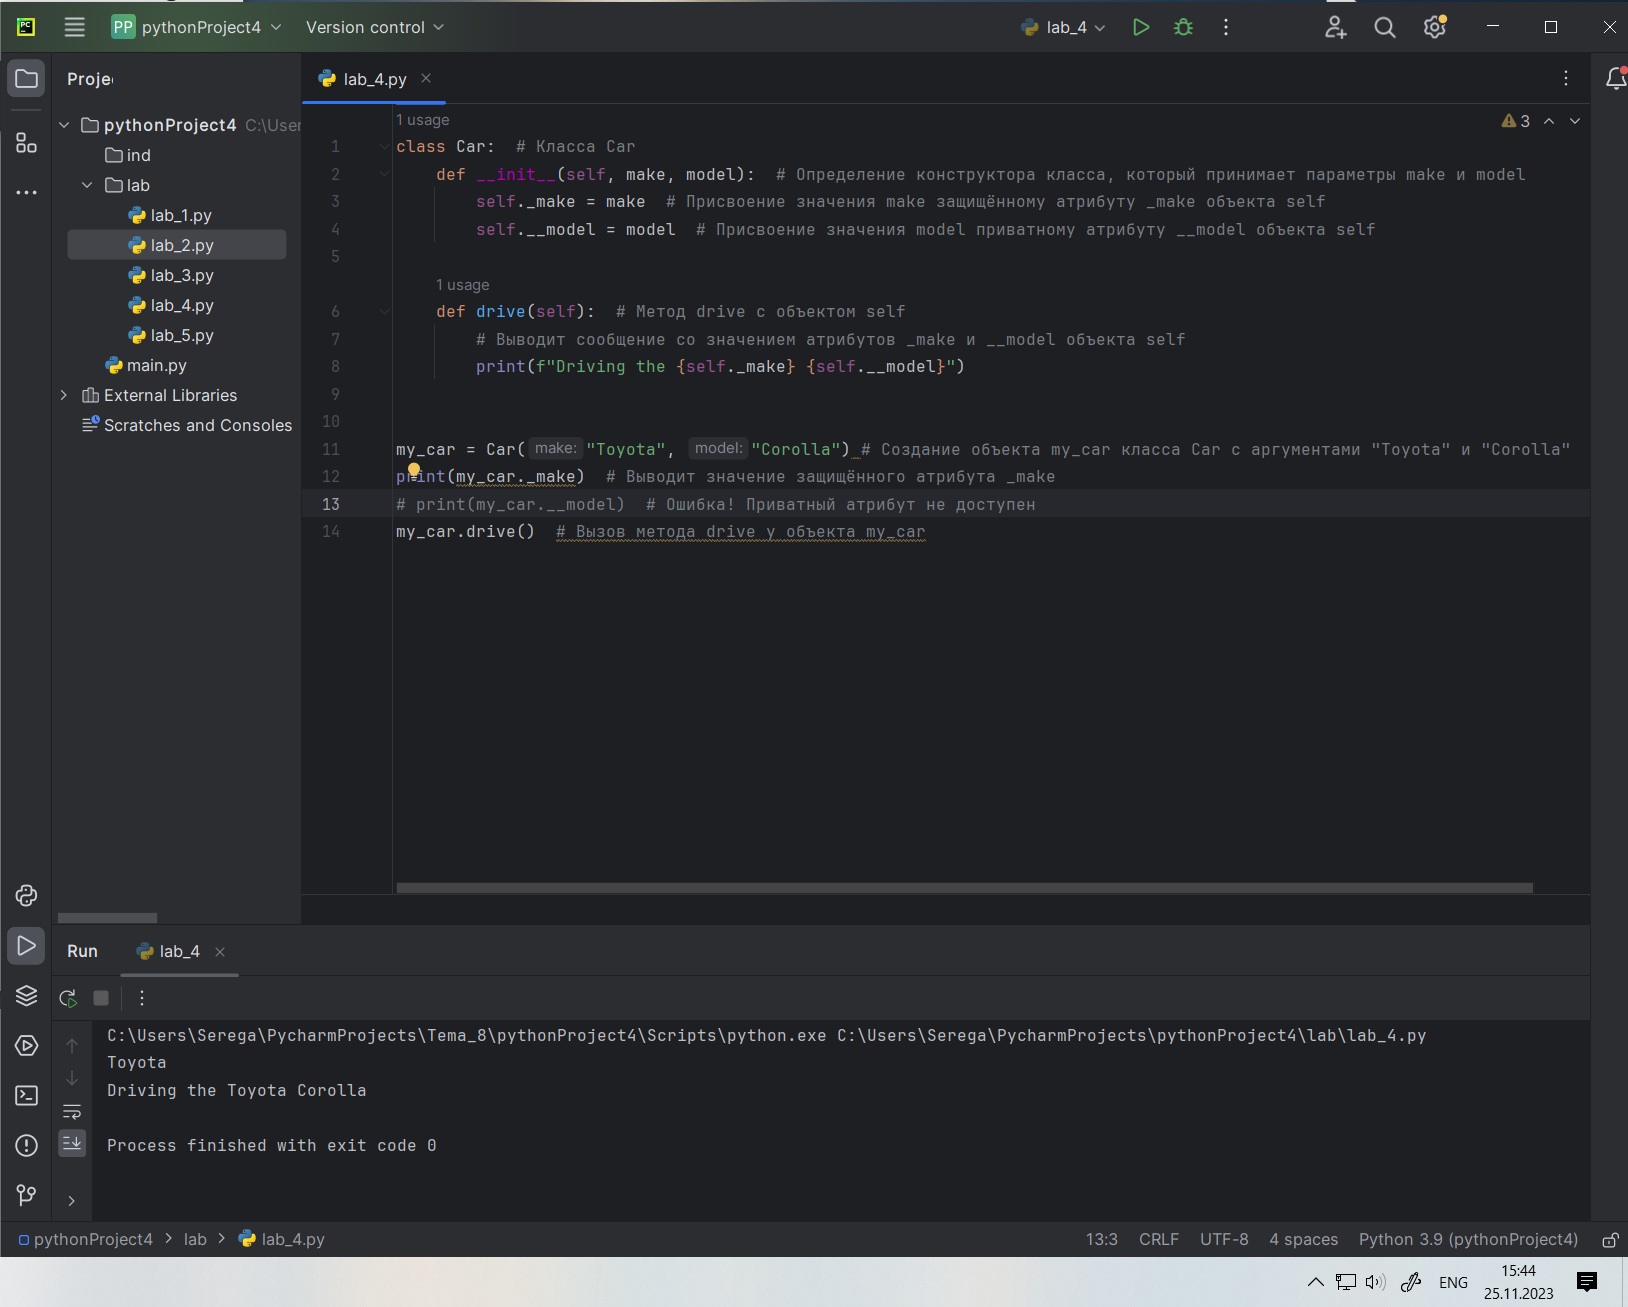 PC
PP pythonProject4
Version control
lab_4
Proje
lab_4.py
pythonProject4 C:\User
ind
lab
lab_1.py
lab_2.py
lab_3.py
lab_4.py
lab_5.py
main.py
External Libraries
Scratches and Consoles
3
1 usage
1 class Car:  # Класса Car
2 def __init__(self, make, model):  # Определение конструктора класса, который принимает параметры make и model
3 self._make = make  # Присвоение значения make защищённому атрибуту _make объекта self
4 self.__model = model  # Присвоение значения model приватному атрибуту __model объекта self
5
1 usage
6 def drive(self):  # Метод drive с объектом self
7 # Выводит сообщение со значением атрибутов _make и __model объекта self
8 print(f"Driving the {self._make} {self.__model}")
9
10
11 my_car = Car( make: "Toyota", model: "Corolla") # Создание объекта my_car класса Car с аргументами "Toyota" и "Corolla"
12 print(my_car._make)  # Выводит значение защищённого атрибута _make
13 # print(my_car.__model)  # Ошибка! Приватный атрибут не доступен
14 my_car.drive()  # Вызов метода drive у объекта my_car
Run
lab_4
C:\Users\Serega\PycharmProjects\Tema_8\pythonProject4\Scripts\python.exe C:\Users\Serega\PycharmProjects\pythonProject4\lab\lab_4.py
Toyota
Driving the Toyota Corolla
Process finished with exit code 0
pythonProject4 > lab > lab_4.py
13:3 CRLF UTF-8 4 spaces Python 3.9 (pythonProject4)
ENG
15:44
25.11.2023